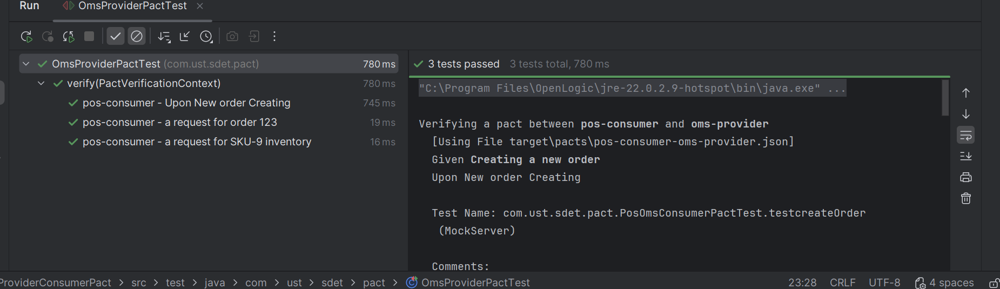 Run OmsProviderPactTest
OmsProviderPactTest (com.ust.sdet.pact) 780 ms
verify(PactVerificationContext) 780 ms
pos-consumer - Upon New order Creating 745 ms
pos-consumer - a request for order 123 19 ms
pos-consumer - a request for SKU-9 inventory 16 ms
3 tests passed 3 tests total, 780 ms
"C:\Program Files\OpenLogic\jre-22.0.2.9-hotspot\bin\java.exe" ...
Verifying a pact between pos-consumer and oms-provider
[Using File target\pacts\pos-consumer-oms-provider.json]
Given Creating a new order
Upon New order Creating
Test Name: com.ust.sdet.pact.PosOmsConsumerPactTest.testcreateOrder
(MockServer)
Comments:
ProviderConsumerPact > src > test > java > com > ust > sdet > pact > OmsProviderPactTest 23:28 CRLF UTF-8 4 spaces